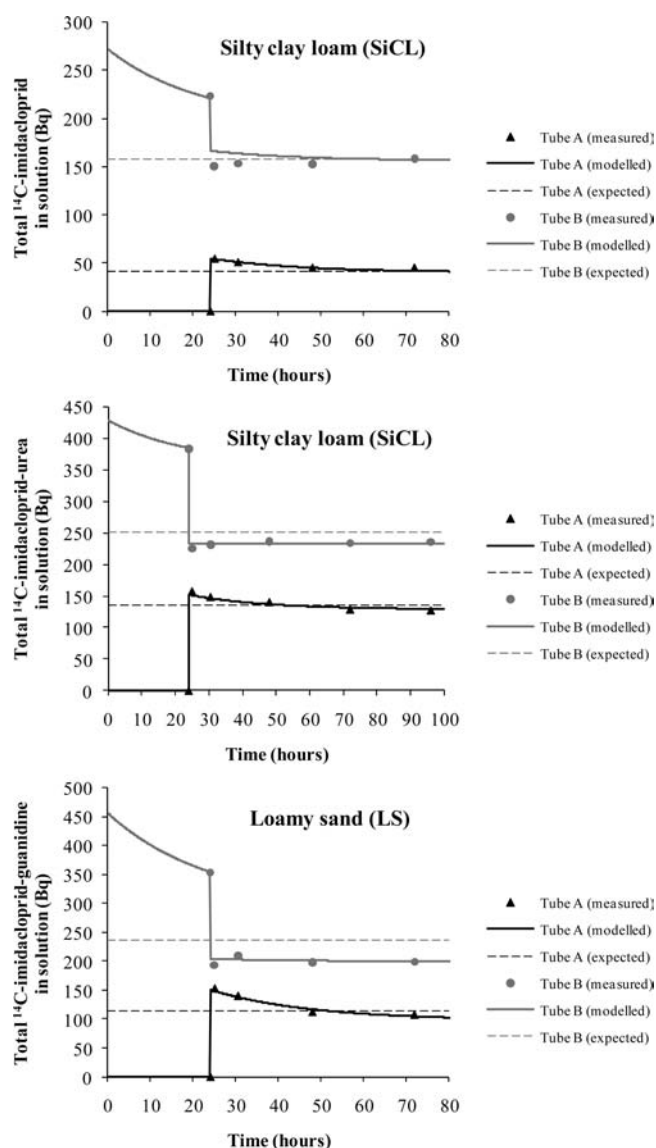 Silty clay loam (SiCL)
Total ¹⁴C-imidacloprid
in solution (Bq)
300
250
200
150
100
50
0
0 10 20 30 40 50 60 70 80
Time (hours)
Tube A (measured)
Tube A (modelled)
Tube A (expected)
Tube B (measured)
Tube B (modelled)
Tube B (expected)
Silty clay loam (SiCL)
Total ¹⁴C-imidacloprid-urea
in solution (Bq)
450
400
350
300
250
200
150
100
50
0
0 10 20 30 40 50 60 70 80 90 100
Time (hours)
Tube A (measured)
Tube A (modelled)
Tube A (expected)
Tube B (measured)
Tube B (modelled)
Tube B (expected)
Loamy sand (LS)
Total ¹⁴C-imidacloprid-guanidine
in solution (Bq)
500
450
400
350
300
250
200
150
100
50
0
0 10 20 30 40 50 60 70 80
Time (hours)
Tube A (measured)
Tube A (modelled)
Tube A (expected)
Tube B (measured)
Tube B (modelled)
Tube B (expected)